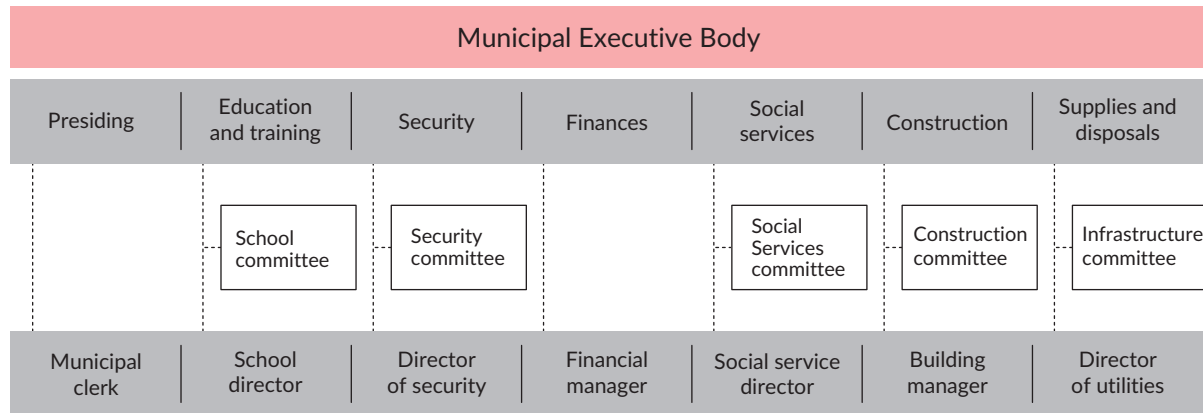 Municipal Executive Body
Presiding
Education
and training
Security
Finances
Social
services
Construction
Supplies and
disposals
School
committee
Security
committee
Social
Services
committee
Construction
committee
Infrastructure
committee
Municipal
clerk
School
director
Director
of security
Financial
manager
Social service
director
Building
manager
Director
of utilities